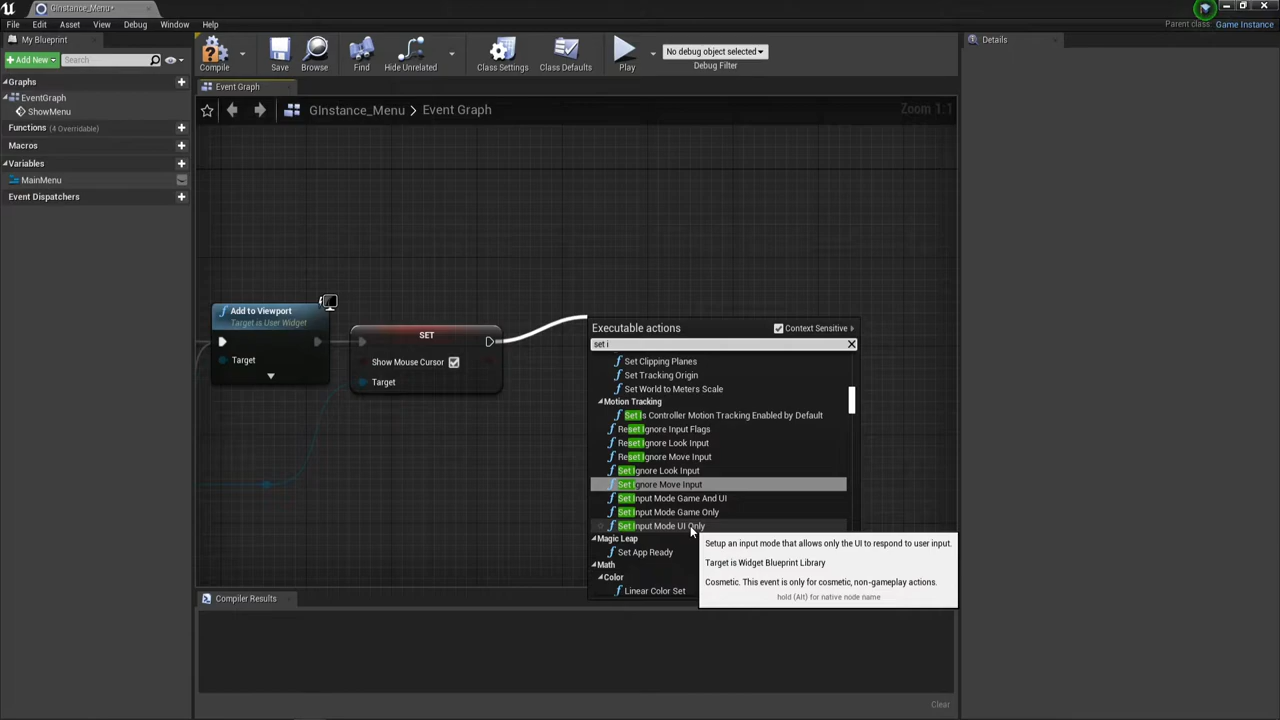 GInstance_Menu*
File Edit Asset View Debug Window Help
Parent class: Game Instance
My Blueprint
Add New
Search
Graphs
EventGraph
ShowMenu
Functions (4 Overridable)
Macros
Variables
MainMenu
Event Dispatchers
Compile
Save
Browse
Find
Hide Unrelated
Class Settings
Class Defaults
Play
No debug object selected
Debug Filter
Details
Event Graph
GInstance_Menu > Event Graph
Zoom 1:1
Add to Viewport
Target is User Widget
Target
SET
Show Mouse Cursor
Target
Executable actions
Context Sensitive
set i
Set Clipping Planes
Set Tracking Origin
Set World to Meters Scale
Motion Tracking
Set Is Controller Motion Tracking Enabled by Default
Reset Ignore Input Flags
Reset Ignore Look Input
Reset Ignore Move Input
Set Ignore Look Input
Set Ignore Move Input
Set Input Mode Game And UI
Set Input Mode Game Only
Set Input Mode UI Only
Magic Leap
Set App Ready
Math
Color
Linear Color Set
Setup an input mode that allows only the UI to respond to user input.
Target is Widget Blueprint Library
Cosmetic. This event is only for cosmetic, non-gameplay actions.
hold (Alt) for native node name
Compiler Results
Clear